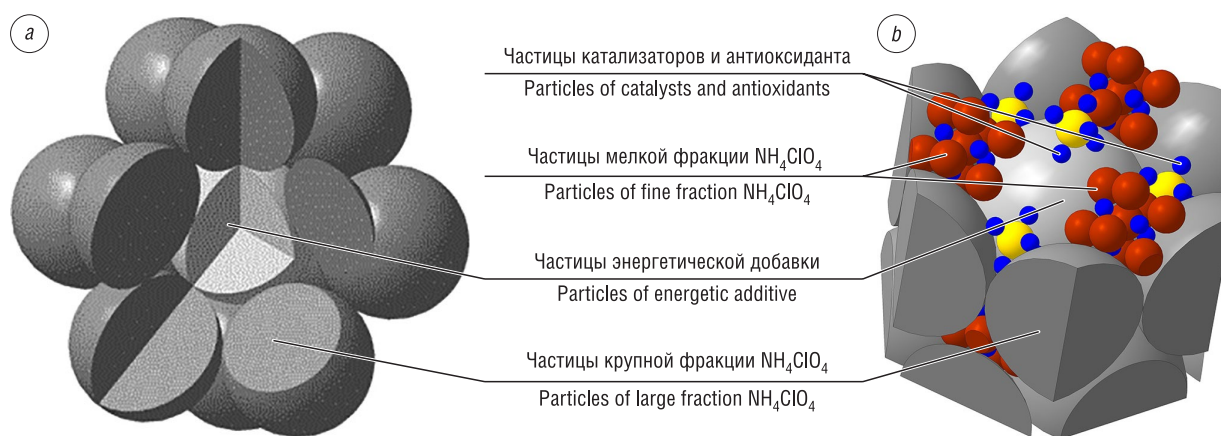 a
b
Частицы катализаторов и антиоксиданта
Particles of catalysts and antioxidants
Частицы мелкой фракции NH₄ClO₄
Particles of fine fraction NH₄ClO₄
Частицы энергетической добавки
Particles of energetic additive
Частицы крупной фракции NH₄ClO₄
Particles of large fraction NH₄ClO₄